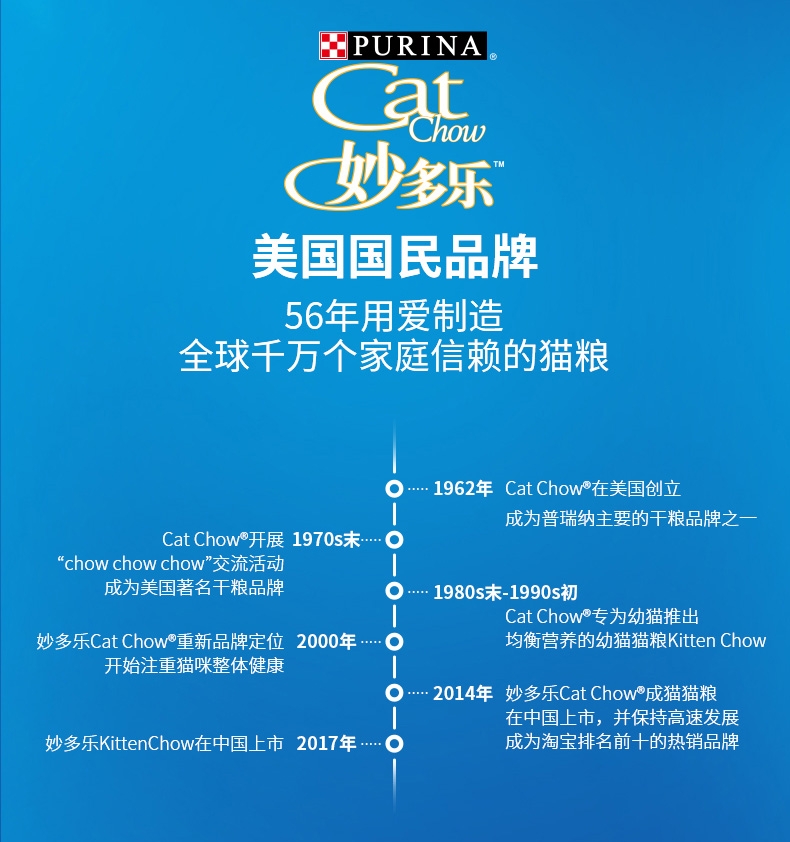 PURINA®
Cat
Chow
妙多乐™
美国国民品牌
56年用爱制造
全球千万个家庭信赖的猫粮
1962年 Cat Chow®在美国创立
成为普瑞纳主要的干粮品牌之一
Cat Chow®开展 1970s末
“chow chow chow”交流活动
成为美国著名干粮品牌
1980s末-1990s初
Cat Chow®专为幼猫推出
均衡营养的幼猫猫粮Kitten Chow
妙多乐Cat Chow®重新品牌定位 2000年
开始注重猫咪整体健康
2014年 妙多乐Cat Chow®成猫猫粮
在中国上市，并保持高速发展
成为淘宝排名前十的热销品牌
妙多乐KittenChow在中国上市 2017年